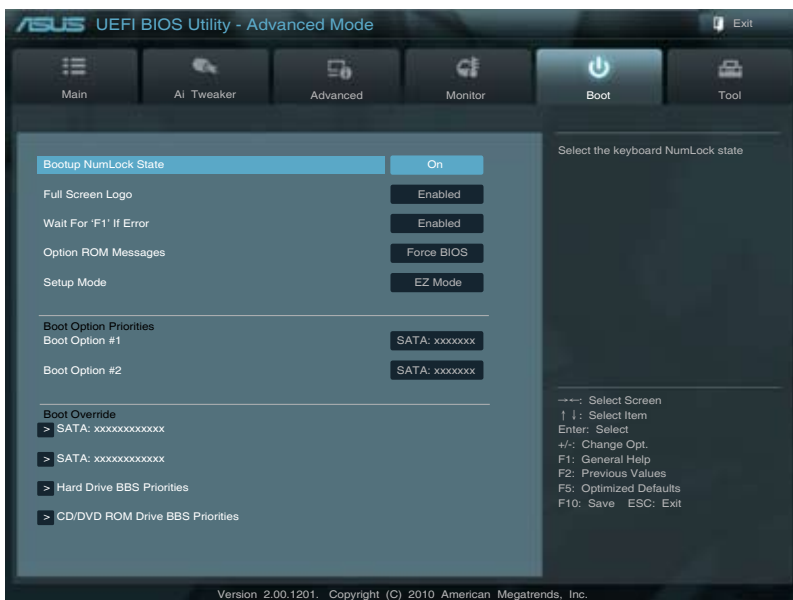 ASUS UEFI BIOS Utility - Advanced Mode
Exit
Main
Ai Tweaker
Advanced
Monitor
Boot
Tool
Bootup NumLock State On
Full Screen Logo Enabled
Wait For ‘F1’ If Error Enabled
Option ROM Messages Force BIOS
Setup Mode EZ Mode
Boot Option Priorities
Boot Option #1 SATA: xxxxxxx
Boot Option #2 SATA: xxxxxxx
Boot Override
> SATA: xxxxxxxxxxxx
> SATA: xxxxxxxxxxxx
> Hard Drive BBS Priorities
> CD/DVD ROM Drive BBS Priorities
Select the keyboard NumLock state
→←: Select Screen
↑↓: Select Item
Enter: Select
+/-: Change Opt.
F1: General Help
F2: Previous Values
F5: Optimized Defaults
F10: Save ESC: Exit
Version 2.00.1201. Copyright (C) 2010 American Megatrends, Inc.